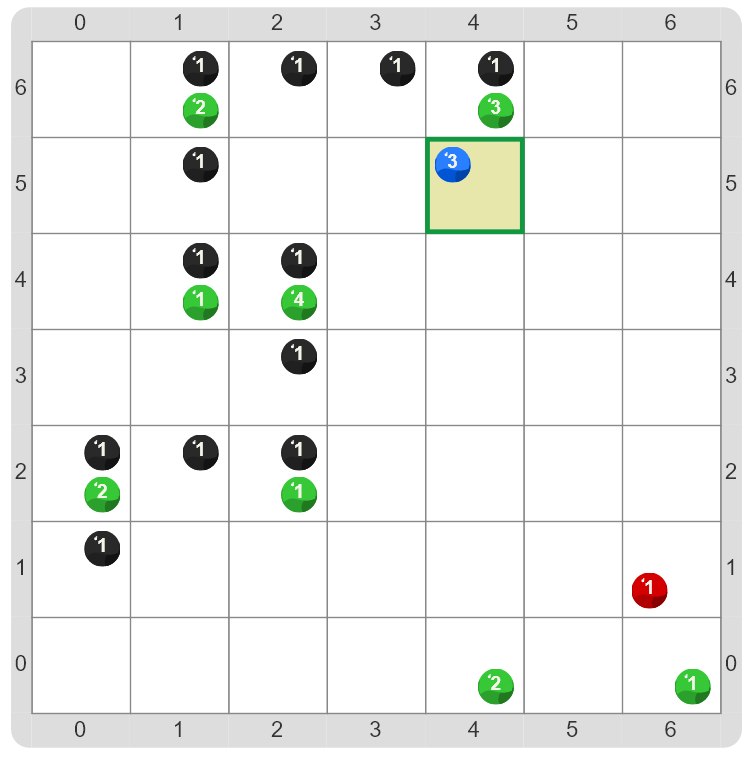 0 1 2 3 4 5 6
6 1 1 1 1 6
2 3
5 1 3 5
4 1 1 4
1 4
3 1 3
2 1 1 1 2
2 1
1 1 1
1
0 0
2 1
0 1 2 3 4 5 6